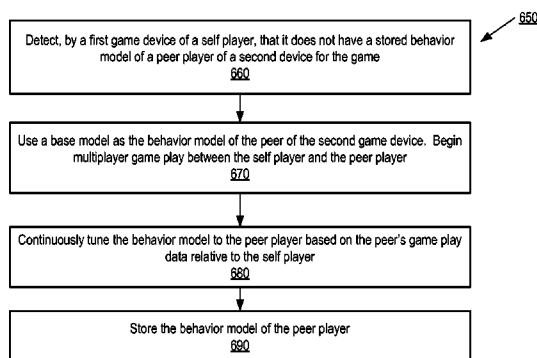 650
Detect, by a first game device of a self player, that it does not have a stored behavior
model of a peer player of a second device for the game
660
Use a base model as the behavior model of the peer of the second game device. Begin
multiplayer game play between the self player and the peer player
670
Continuously tune the behavior model to the peer player based on the peer's game play
data relative to the self player
680
Store the behavior model of the peer player
690